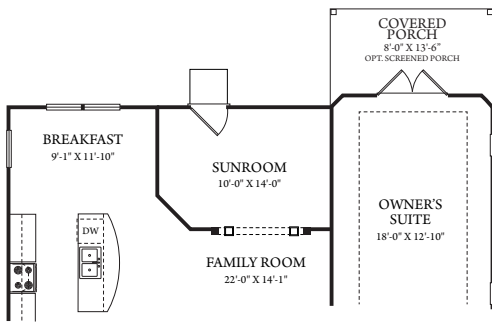 COVERED
PORCH
8'-0" X 13'-6"
OPT. SCREENED PORCH
BREAKFAST
9'-1" X 11'-10"
SUNROOM
10'-0" X 14'-0"
OWNER'S
SUITE
18'-0" X 12'-10"
DW
FAMILY ROOM
22'-0" X 14'-1"